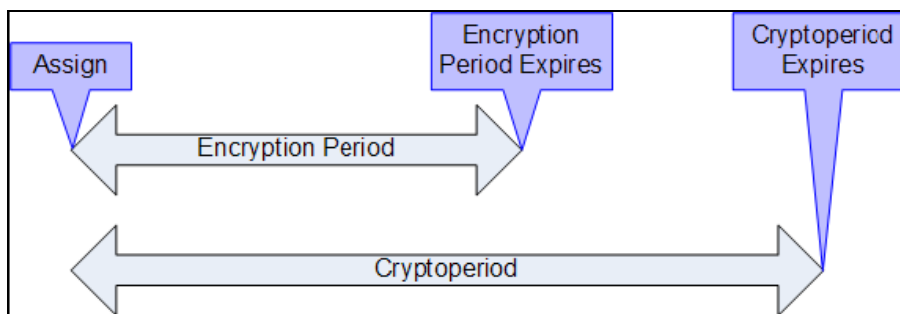 Assign
Encryption
Period Expires
Cryptoperiod
Expires
Encryption Period
Cryptoperiod